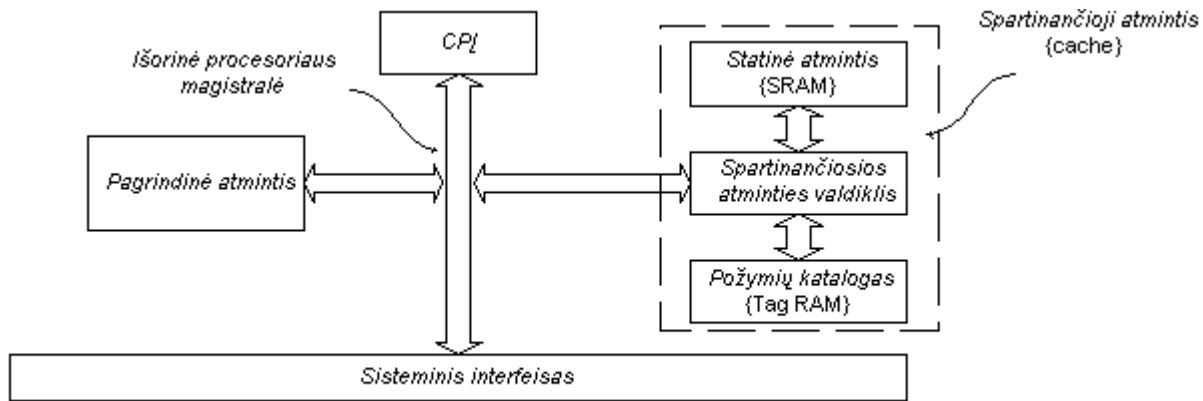 Spartinančioji atmintis
{cache}
CPĮ
Išorinė procesoriaus
magistralė
Statinė atmintis
{SRAM}
Pagrindinė atmintis
Spartinančiosios
atminties valdiklis
Požymių katalogas
{Tag RAM}
Sisteminis interfeisas